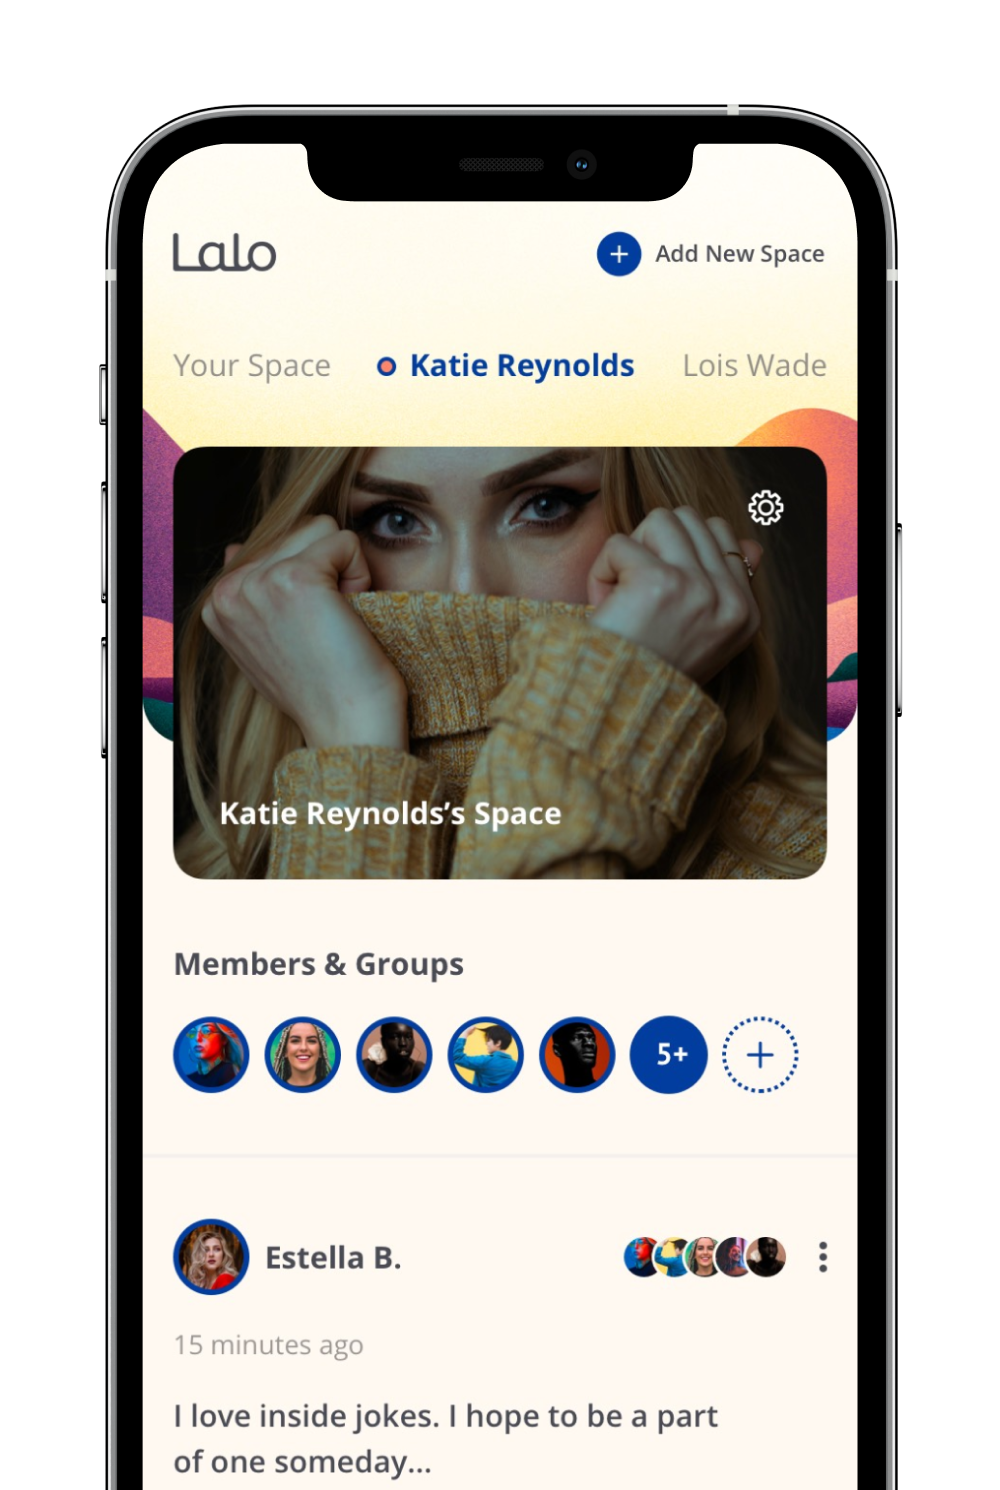 Lalo
Add New Space
Your Space
Katie Reynolds
Lois Wade
Katie Reynolds’s Space
Members & Groups
5+
Estella B.
15 minutes ago
I love inside jokes. I hope to be a part
of one someday...